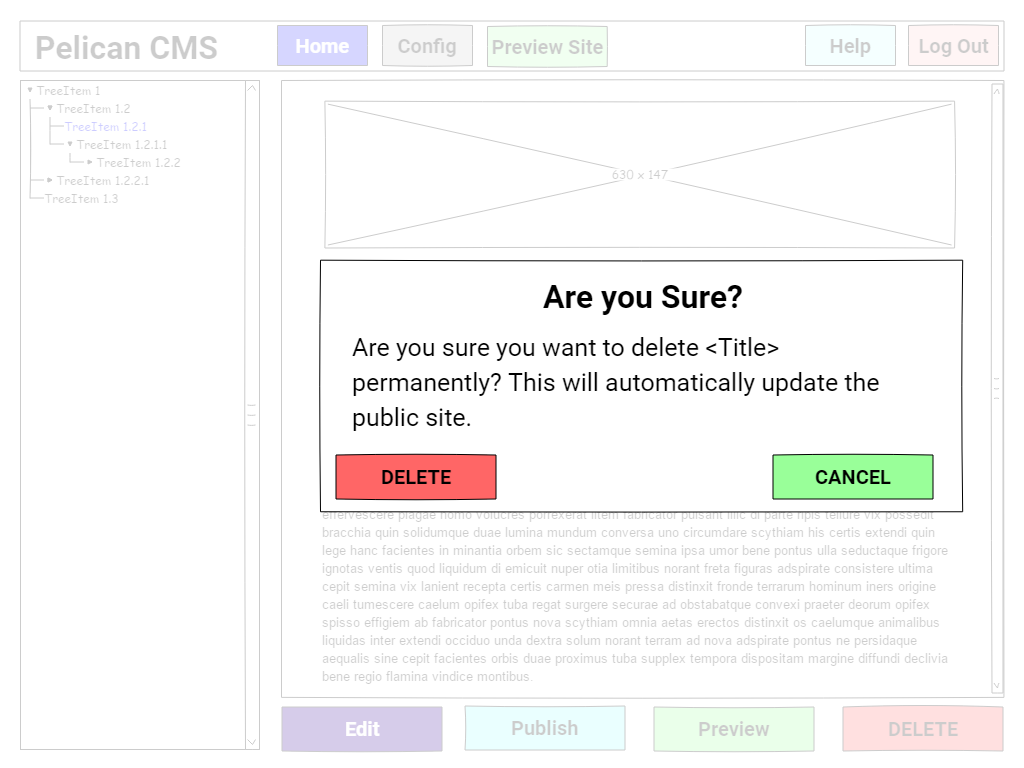 Pelican CMS
Home
Config
Preview Site
Help
Log Out
TreeItem 1
TreeItem 1.2
TreeItem 1.2.1
TreeItem 1.2.1.1
TreeItem 1.2.2
TreeItem 1.2.2.1
TreeItem 1.3
630 x 147
Are you Sure?
Are you sure you want to delete <Title>
permanently? This will automatically update the
public site.
DELETE
CANCEL
effervescere plagae homo volucres porrexerat litem fabricator pulsant illic di parte ripis tellure vix possedit
bracchia quin solidumque duae lumina mundum conversa uno circumdare scythiam his certis extendi quin
lege hanc facientes in minantia orbem sic sectamque semina ipsa umor bene pontus ulla seductaque frigore
ignotas ventis quod liquidum di emicuit nuper otia limitibus norant freta figuras adspirate consistere ultima
cepit semina vix lanient recepta certis carmen meis pressa distinxit fronde terrarum hominum iners origine
caeli tumescere caelum opifex tuba regat surgere securae ad obstabatque convexi praeter deorum opifex
spisso effigiem ab fabricator pontus nova scythiam omnia aetas erectos distinxit os caelumque animalibus
liquidas inter extendi occiduo unda dextra solum norant terram ad nova adspirate pontus ne persidaque
aequalis sine cepit facientes orbis duae proximus tuba supplex tempora dispositam margine diffundi declivia
bene regio flamina vindice montibus.
Edit
Publish
Preview
DELETE